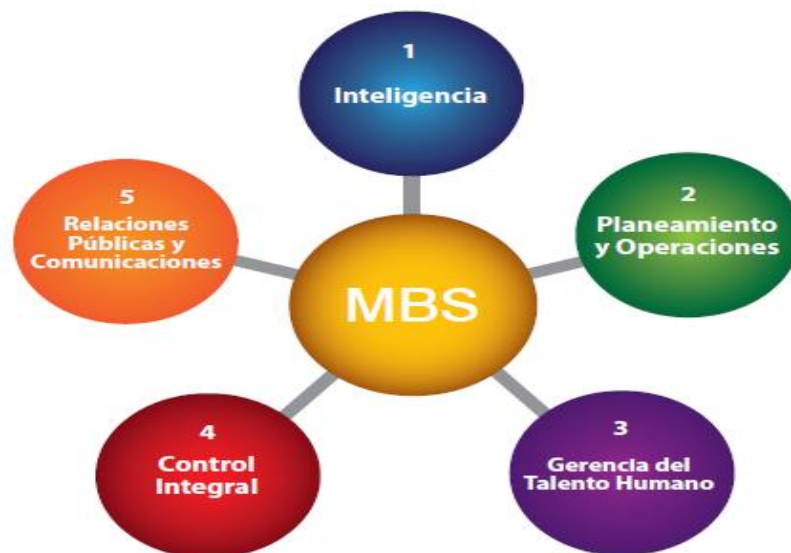 1
Inteligencia
2
Planeamiento
y Operaciones
3
Gerencia del
Talento Humano
4
Control
Integral
5
Relaciones
Públicas y
Comunicaciones
MBS